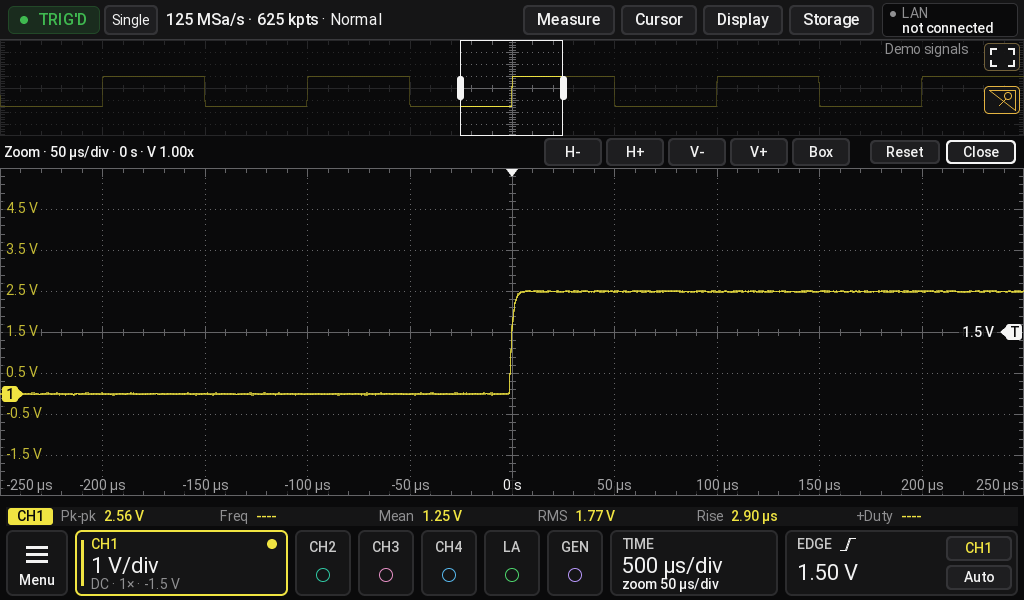 TRIG'D
Single
125 MSa/s · 625 kpts · Normal
Measure
Cursor
Display
Storage
LAN
not connected
Demo signals
Zoom · 50 µs/div · 0 s · V 1.00x
H-
H+
V-
V+
Box
Reset
Close
4.5 V
3.5 V
2.5 V
1.5 V
1.5 V
T
0.5 V
1
-0.5 V
-1.5 V
-250 µs
-200 µs
-150 µs
-100 µs
-50 µs
0 s
50 µs
100 µs
150 µs
200 µs
250 µs
CH1 Pk-pk 2.56 V Freq ---- Mean 1.25 V RMS 1.77 V Rise 2.90 µs +Duty ----
Menu
CH1
1 V/div
DC · 1× · -1.5 V
CH2
CH3
CH4
LA
GEN
TIME
500 µs/div
zoom 50 µs/div
EDGE
1.50 V
CH1
Auto